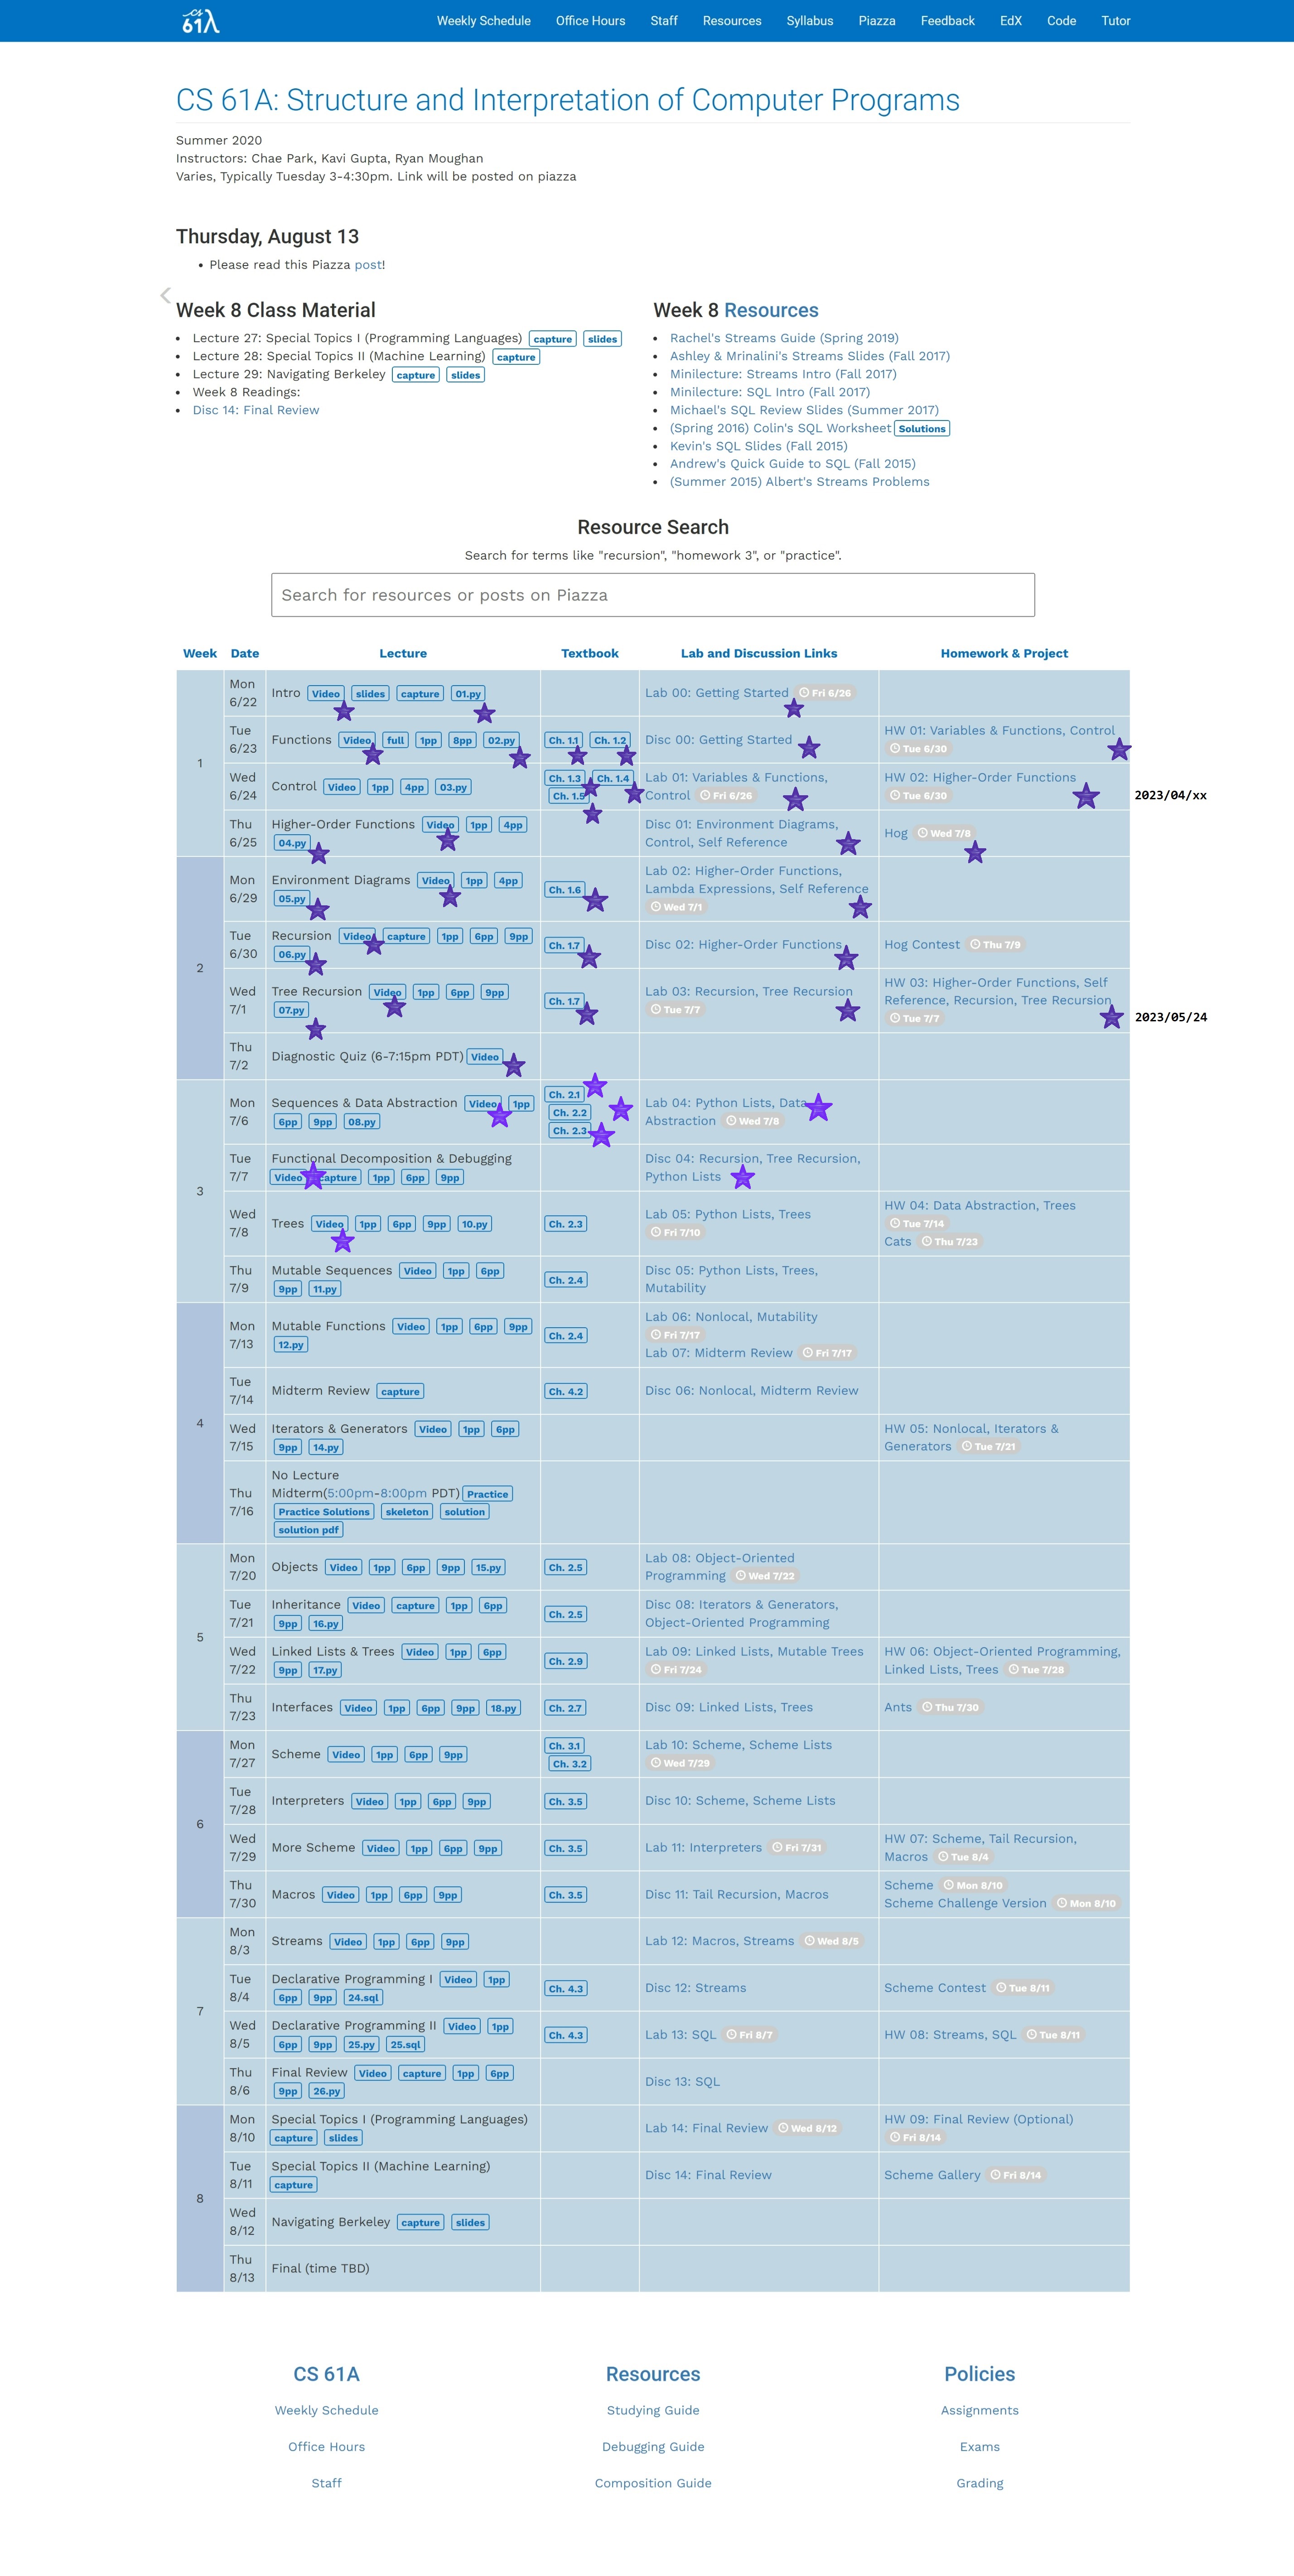 CS 61A
Weekly Schedule Office Hours Staff Resources Syllabus Piazza Feedback EdX Code Tutor
CS 61A: Structure and Interpretation of Computer Programs
Summer 2020
Instructors: Chae Park, Kavi Gupta, Ryan Moughan
Varies, Typically Tuesday 3-4:30pm. Link will be posted on piazza
Thursday, August 13
• Please read this Piazza post!
Week 8 Class Material
• Lecture 27: Special Topics I (Programming Languages) capture slides
• Lecture 28: Special Topics II (Machine Learning) capture
• Lecture 29: Navigating Berkeley capture slides
• Week 8 Readings:
• Disc 14: Final Review
Week 8 Resources
• Rachel's Streams Guide (Spring 2019)
• Ashley & Mrinalini's Streams Slides (Fall 2017)
• Minilecture: Streams Intro (Fall 2017)
• Minilecture: SQL Intro (Fall 2017)
• Michael's SQL Review Slides (Summer 2017)
• (Spring 2016) Colin's SQL Worksheet Solutions
• Kevin's SQL Slides (Fall 2015)
• Andrew's Quick Guide to SQL (Fall 2015)
• (Summer 2015) Albert's Streams Problems
Resource Search
Search for terms like "recursion", "homework 3", or "practice".
Search for resources or posts on Piazza
Week Date Lecture Textbook Lab and Discussion Links Homework & Project
1
Mon
6/22
Intro Video slides capture 01.py
Lab 00: Getting Started Fri 6/26
Tue
6/23
Functions Video full 1pp 8pp 02.py
Ch. 1.1 Ch. 1.2
Disc 00: Getting Started
HW 01: Variables & Functions, Control
Tue 6/30
Wed
6/24
Control Video 1pp 4pp 03.py
Ch. 1.3 Ch. 1.4
Ch. 1.5
Lab 01: Variables & Functions,
Control Fri 6/26
HW 02: Higher-Order Functions
Tue 6/30
2023/04/xx
Thu
6/25
Higher-Order Functions Video 1pp 4pp
04.py
Disc 01: Environment Diagrams,
Control, Self Reference
Hog Wed 7/8
2
Mon
6/29
Environment Diagrams Video 1pp 4pp
05.py
Ch. 1.6
Lab 02: Higher-Order Functions,
Lambda Expressions, Self Reference
Wed 7/1
Tue
6/30
Recursion Video capture 1pp 6pp 9pp
06.py
Ch. 1.7
Disc 02: Higher-Order Functions
Hog Contest Thu 7/9
Wed
7/1
Tree Recursion Video 1pp 6pp 9pp
07.py
Ch. 1.7
Lab 03: Recursion, Tree Recursion
Tue 7/7
HW 03: Higher-Order Functions, Self
Reference, Recursion, Tree Recursion
Tue 7/7
2023/05/24
Thu
7/2
Diagnostic Quiz (6-7:15pm PDT) Video
3
Mon
7/6
Sequences & Data Abstraction Video 1pp
6pp 9pp 08.py
Ch. 2.1
Ch. 2.2
Ch. 2.3
Lab 04: Python Lists, Data
Abstraction Wed 7/8
Tue
7/7
Functional Decomposition & Debugging
Video capture 1pp 6pp 9pp
Disc 04: Recursion, Tree Recursion,
Python Lists
Wed
7/8
Trees Video 1pp 6pp 9pp 10.py
Ch. 2.3
Lab 05: Python Lists, Trees
Fri 7/10
HW 04: Data Abstraction, Trees
Tue 7/14
Cats Thu 7/23
Thu
7/9
Mutable Sequences Video 1pp 6pp
9pp 11.py
Ch. 2.4
Disc 05: Python Lists, Trees,
Mutability
4
Mon
7/13
Mutable Functions Video 1pp 6pp 9pp
12.py
Ch. 2.4
Lab 06: Nonlocal, Mutability
Fri 7/17
Lab 07: Midterm Review Fri 7/17
Tue
7/14
Midterm Review capture
Ch. 4.2
Disc 06: Nonlocal, Midterm Review
Wed
7/15
Iterators & Generators Video 1pp 6pp
9pp 14.py
HW 05: Nonlocal, Iterators &
Generators Tue 7/21
Thu
7/16
No Lecture
Midterm(5:00pm-8:00pm PDT) Practice
Practice Solutions skeleton solution
solution pdf
5
Mon
7/20
Objects Video 1pp 6pp 9pp 15.py
Ch. 2.5
Lab 08: Object-Oriented
Programming Wed 7/22
Tue
7/21
Inheritance Video capture 1pp 6pp
9pp 16.py
Ch. 2.5
Disc 08: Iterators & Generators,
Object-Oriented Programming
Wed
7/22
Linked Lists & Trees Video 1pp 6pp
9pp 17.py
Ch. 2.9
Lab 09: Linked Lists, Mutable Trees
Fri 7/24
HW 06: Object-Oriented Programming,
Linked Lists, Trees Tue 7/28
Thu
7/23
Interfaces Video 1pp 6pp 9pp 18.py
Ch. 2.7
Disc 09: Linked Lists, Trees
Ants Thu 7/30
6
Mon
7/27
Scheme Video 1pp 6pp 9pp
Ch. 3.1
Ch. 3.2
Lab 10: Scheme, Scheme Lists
Wed 7/29
Tue
7/28
Interpreters Video 1pp 6pp 9pp
Ch. 3.5
Disc 10: Scheme, Scheme Lists
Wed
7/29
More Scheme Video 1pp 6pp 9pp
Ch. 3.5
Lab 11: Interpreters Fri 7/31
HW 07: Scheme, Tail Recursion,
Macros Tue 8/4
Thu
7/30
Macros Video 1pp 6pp 9pp
Ch. 3.5
Disc 11: Tail Recursion, Macros
Scheme Mon 8/10
Scheme Challenge Version Mon 8/10
7
Mon
8/3
Streams Video 1pp 6pp 9pp
Lab 12: Macros, Streams Wed 8/5
Tue
8/4
Declarative Programming I Video 1pp
6pp 9pp 24.sql
Ch. 4.3
Disc 12: Streams
Scheme Contest Tue 8/11
Wed
8/5
Declarative Programming II Video 1pp
6pp 9pp 25.py 25.sql
Ch. 4.3
Lab 13: SQL Fri 8/7
HW 08: Streams, SQL Tue 8/11
Thu
8/6
Final Review Video capture 1pp 6pp
9pp 26.py
Disc 13: SQL
8
Mon
8/10
Special Topics I (Programming Languages)
capture slides
Lab 14: Final Review Wed 8/12
HW 09: Final Review (Optional)
Fri 8/14
Tue
8/11
Special Topics II (Machine Learning)
capture
Disc 14: Final Review
Scheme Gallery Fri 8/14
Wed
8/12
Navigating Berkeley capture slides
Thu
8/13
Final (time TBD)
CS 61A Resources Policies
Weekly Schedule Studying Guide Assignments
Office Hours Debugging Guide Exams
Staff Composition Guide Grading